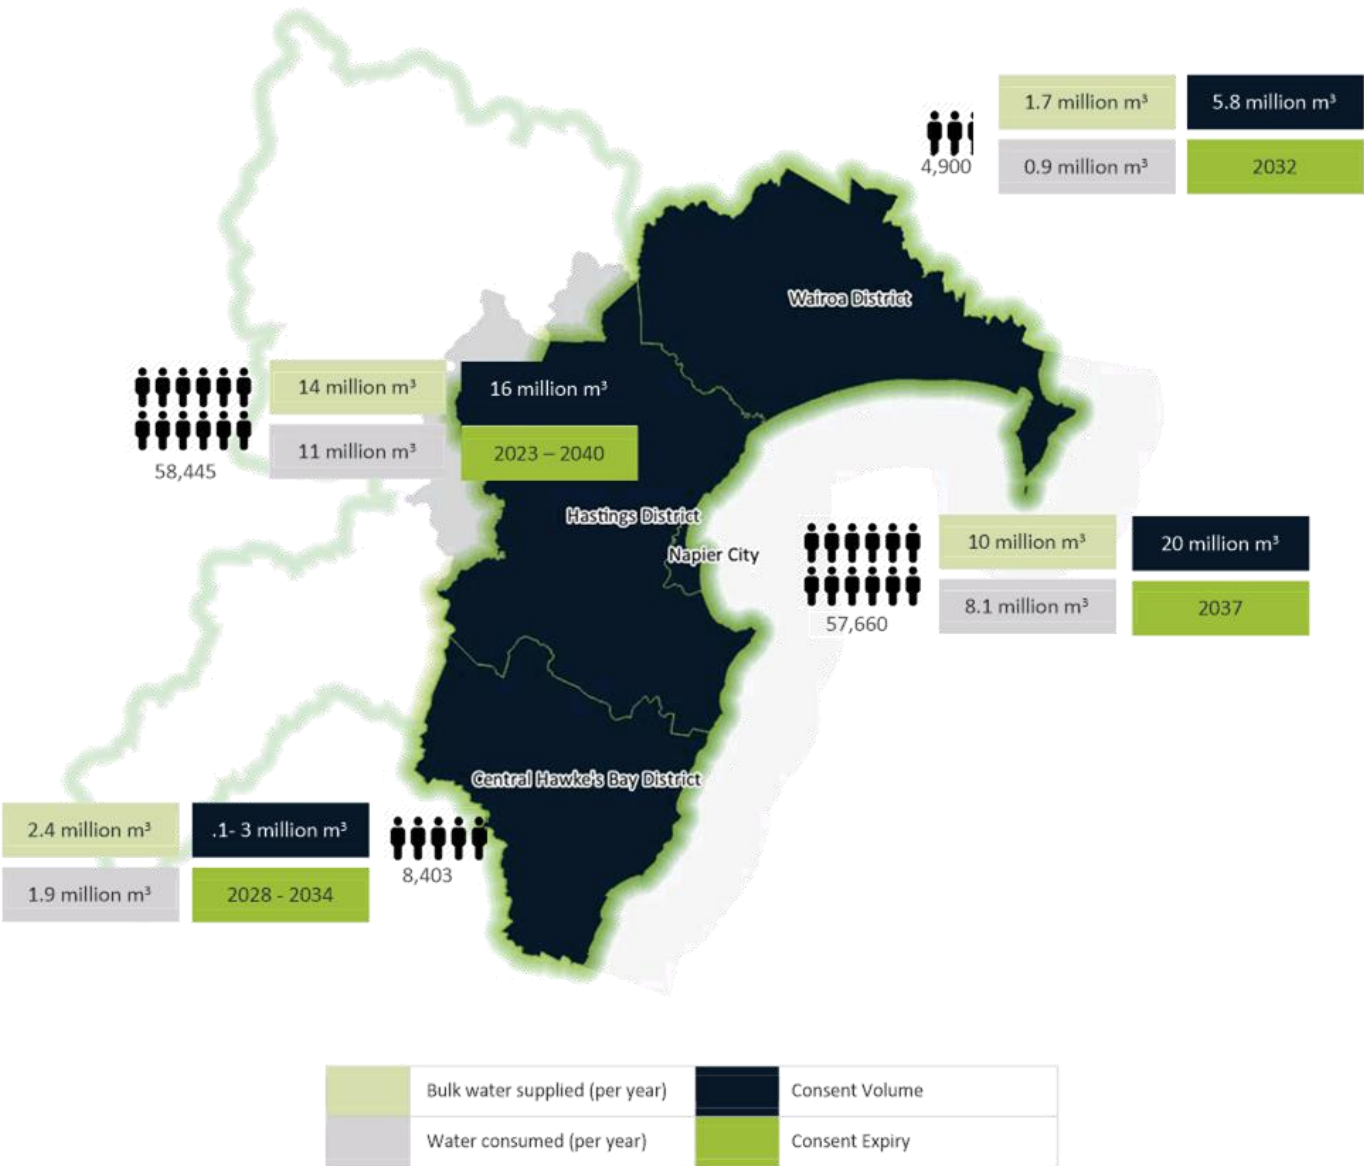 1.7 million m³ 5.8 million m³
4,900
0.9 million m³ 2032
Wairoa District
14 million m³ 16 million m³
11 million m³ 2023 – 2040
58,445
Hastings District
Napier City
10 million m³ 20 million m³
8.1 million m³ 2037
57,660
Central Hawke's Bay District
2.4 million m³ .1- 3 million m³
1.9 million m³ 2028 - 2034
8,403
Bulk water supplied (per year) Consent Volume
Water consumed (per year) Consent Expiry